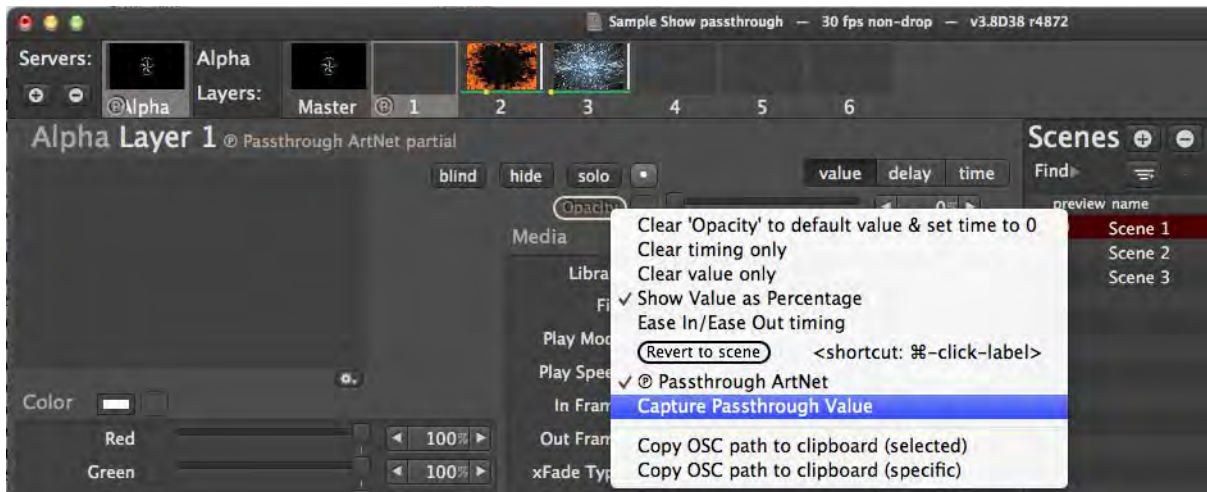 Sample Show passthrough — 30 fps non-drop — v3.8D38 r4872
Servers:
Alpha
Alpha
Layers:
Master
1
2
3
4
5
6
Alpha Layer 1 ℗ Passthrough ArtNet partial
blind hide solo
value delay time
Opacity
Media
Libra
Fi
Play Mod
Play Spee
In Fram
Out Fram
xFade Typ
Clear 'Opacity' to default value & set time to 0
Clear timing only
Clear value only
✓ Show Value as Percentage
Ease In/Ease Out timing
Revert to scene <shortcut: ⌘-click-label>
✓ ℗ Passthrough ArtNet
Capture Passthrough Value
Copy OSC path to clipboard (selected)
Copy OSC path to clipboard (specific)
Color
Red 100%
Green 100%
Scenes
Find
preview name
Scene 1
Scene 2
Scene 3